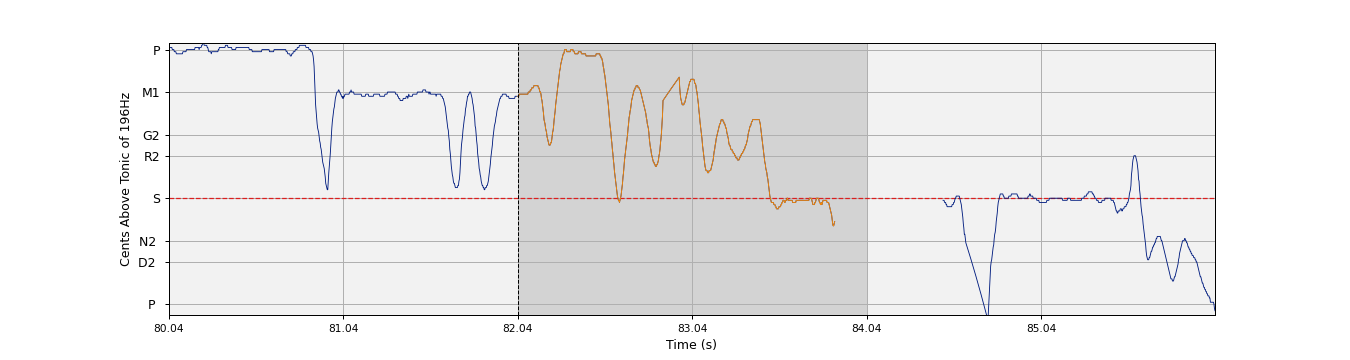 Cents Above Tonic of 196Hz
P
M1
G2
R2
S
N2
D2
P
80.04 81.04 82.04 83.04 84.04 85.04
Time (s)